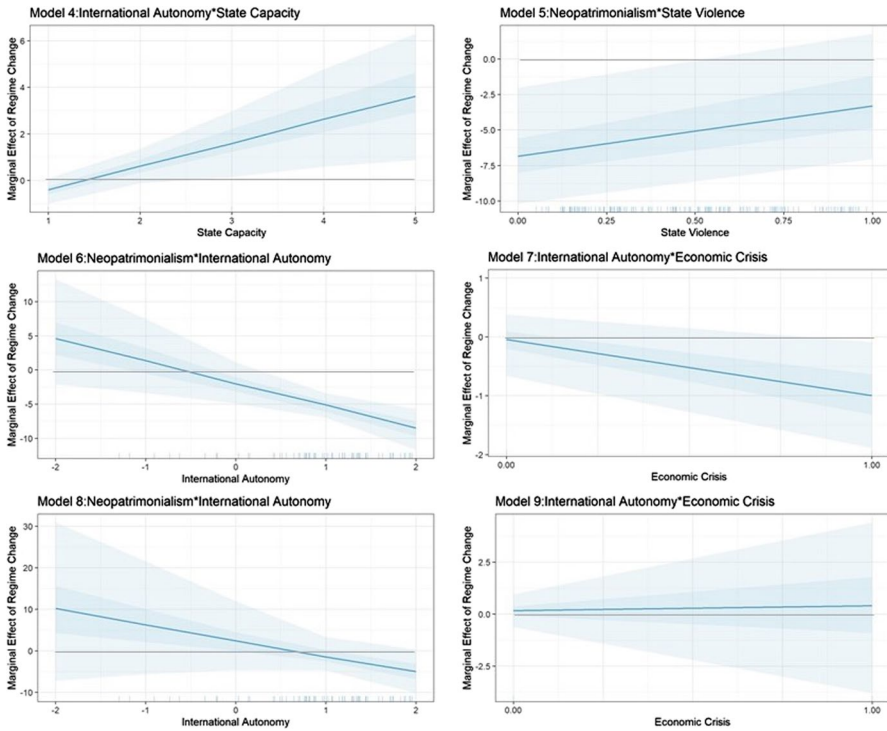 Model 4:International Autonomy*State Capacity
Marginal Effect of Regime Change
6
4
2
0
1 2 3 4 5
State Capacity
Model 5:Neopatrimonialism*State Violence
Marginal Effect of Regime Change
0.0
-2.5
-5.0
-7.5
-10.0
0.00 0.25 0.50 0.75 1.00
State Violence
Model 6:Neopatrimonialism*International Autonomy
Marginal Effect of Regime Change
10
5
0
-5
-10
-2 -1 0 1 2
International Autonomy
Model 7:International Autonomy*Economic Crisis
Marginal Effect of Regime Change
1
0
-1
-2
0.00 1.00
Economic Crisis
Model 8:Neopatrimonialism*International Autonomy
Marginal Effect of Regime Change
30
20
10
0
-10
-2 -1 0 1 2
International Autonomy
Model 9:International Autonomy*Economic Crisis
Marginal Effect of Regime Change
2.5
0.0
-2.5
0.00 1.00
Economic Crisis